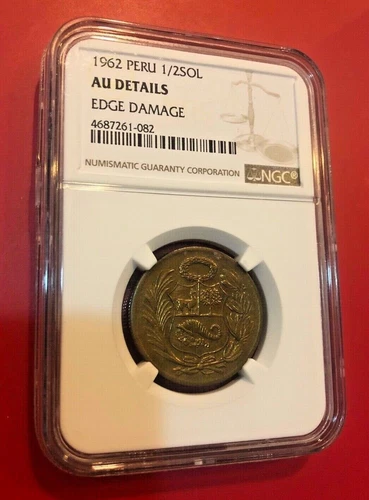 1962 PERU 1/2SOL
AU DETAILS
EDGE DAMAGE
4687261-082
NUMISMATIC GUARANTY CORPORATION
NGC®